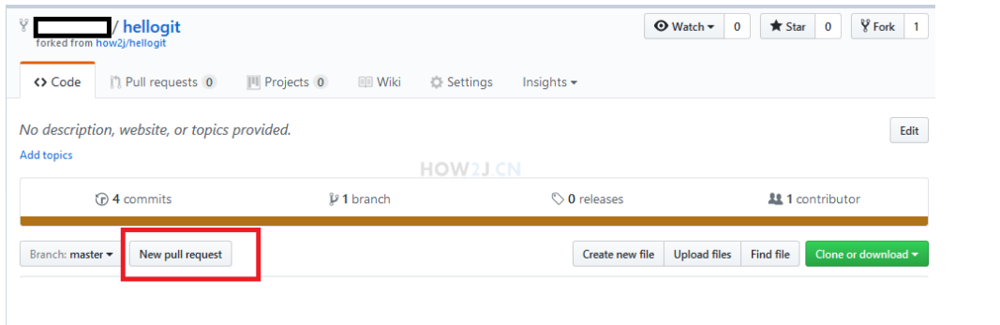 / hellogit
Watch 0 Star 0 Fork 1
forked from how2j/hellogit
Code Pull requests 0 Projects 0 Wiki Settings Insights
No description, website, or topics provided.
Edit
Add topics
HOW2J.CN
4 commits 1 branch 0 releases 1 contributor
Branch: master New pull request Create new file Upload files Find file Clone or download